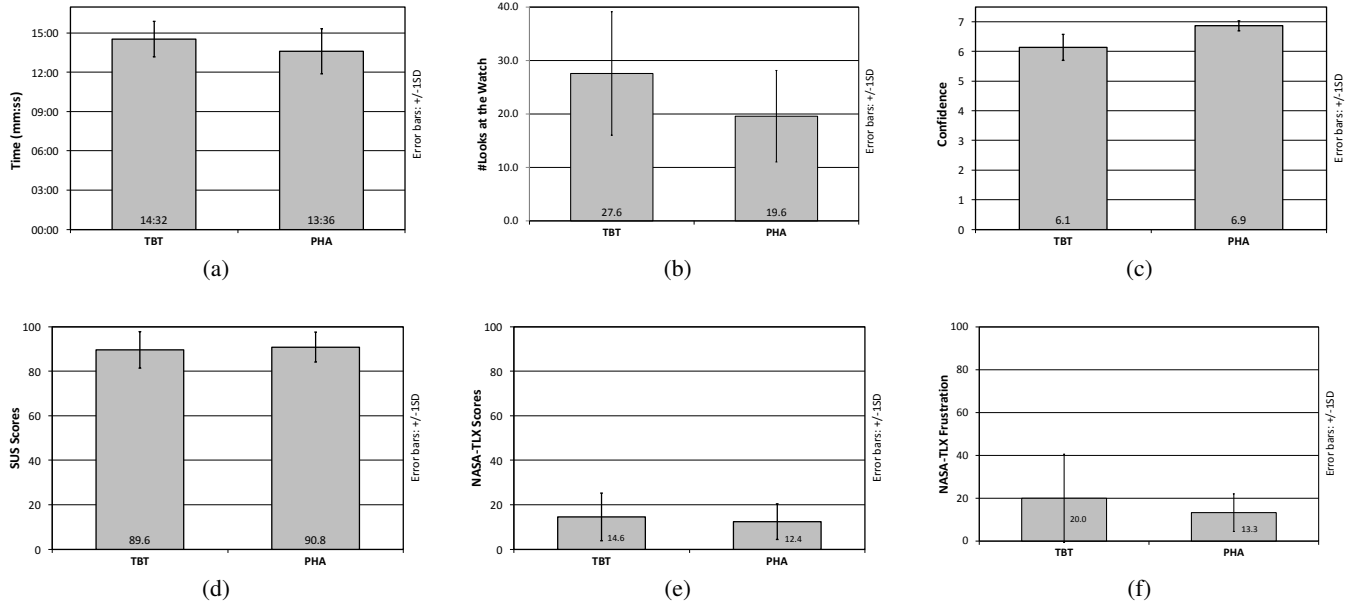 15:00
12:00
09:00
06:00
03:00
00:00
Time (mm:ss)
14:32
13:36
TBT
PHA
Error bars: +/-1SD
(a)
40.0
30.0
20.0
10.0
0.0
#Looks at the Watch
27.6
19.6
TBT
PHA
Error bars: +/-1SD
(b)
7
6
5
4
3
2
1
0
Confidence
6.1
6.9
TBT
PHA
Error bars: +/-1SD
(c)
100
80
60
40
20
0
SUS Scores
89.6
90.8
TBT
PHA
Error bars: +/-1SD
(d)
100
80
60
40
20
0
NASA-TLX Scores
14.6
12.4
TBT
PHA
Error bars: +/-1SD
(e)
100
80
60
40
20
0
NASA-TLX Frustration
20.0
13.3
TBT
PHA
Error bars: +/-1SD
(f)